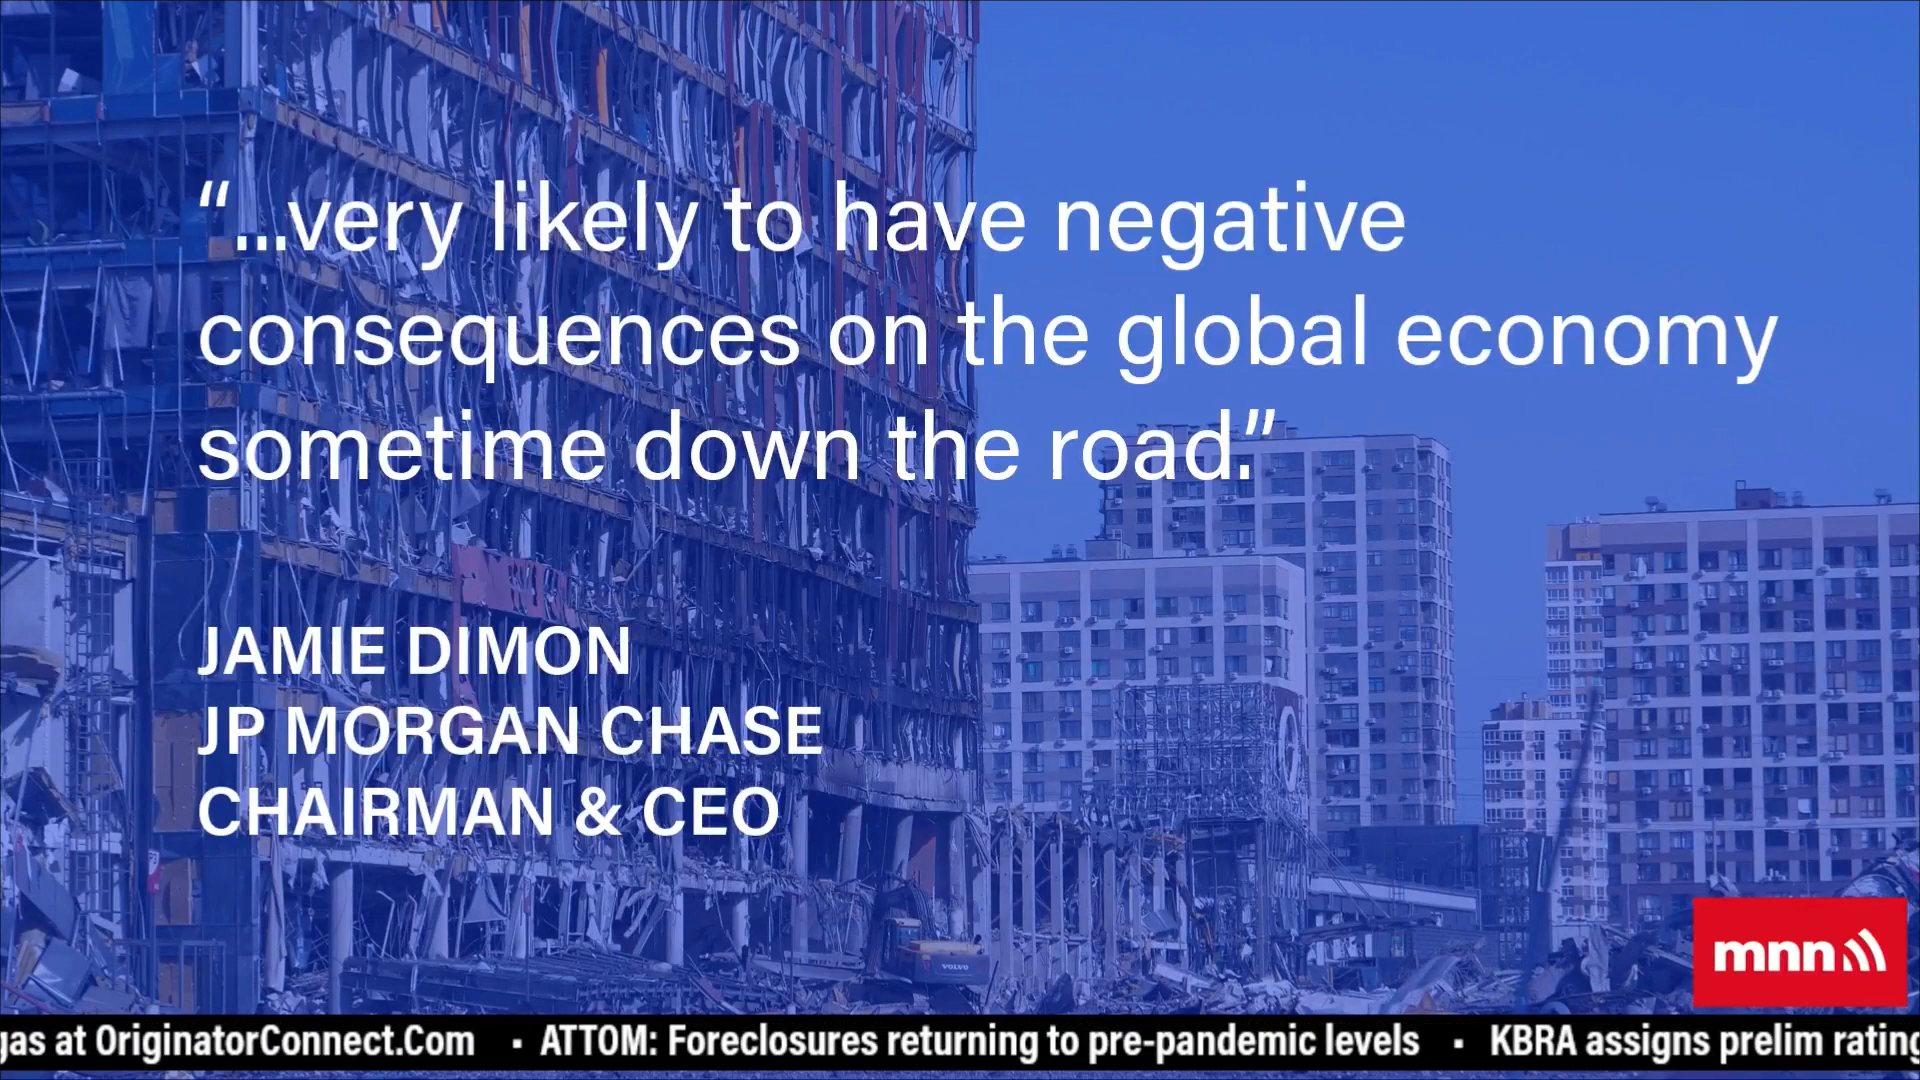 “...very likely to have negative
consequences on the global economy
sometime down the road.”
JAMIE DIMON
JP MORGAN CHASE
CHAIRMAN & CEO
VOLVO
mnn
gas at OriginatorConnect.Com · ATTOM: Foreclosures returning to pre-pandemic levels · KBRA assigns prelim rating